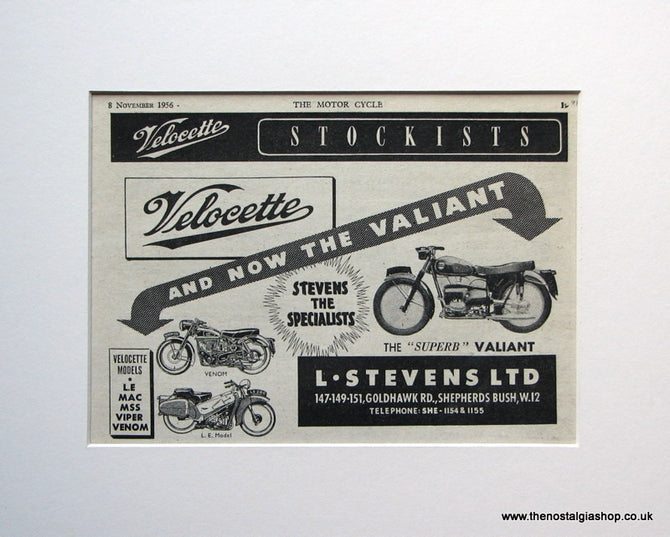 8 NOVEMBER 1956
THE MOTOR CYCLE
Velocette STOCKISTS
Velocette
AND NOW THE VALIANT
STEVENS
THE
SPECIALISTS
THE "SUPERB" VALIANT
VENOM
VELOCETTE
MODELS
•
L.E
MAC
MSS
VIPER
VENOM
L.E. Model
L·STEVENS LTD
147-149-151, GOLDHAWK RD., SHEPHERDS BUSH, W.12
TELEPHONE: SHE-1154 & 1155
www.thenostalgiashop.co.uk